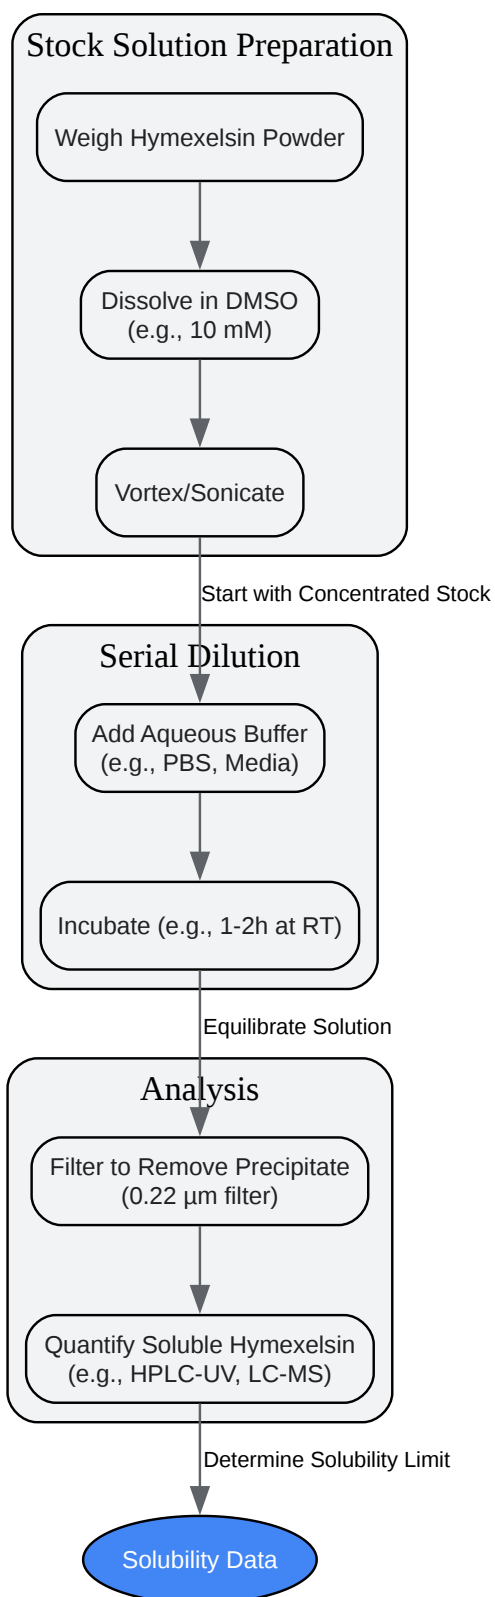 Stock Solution Preparation
Weigh Hymexelsin Powder
Dissolve in DMSO
(e.g., 10 mM)
Vortex/Sonicate
Start with Concentrated Stock
Serial Dilution
Add Aqueous Buffer
(e.g., PBS, Media)
Incubate (e.g., 1-2h at RT)
Equilibrate Solution
Analysis
Filter to Remove Precipitate
(0.22 µm filter)
Quantify Soluble Hymexelsin
(e.g., HPLC-UV, LC-MS)
Determine Solubility Limit
Solubility Data